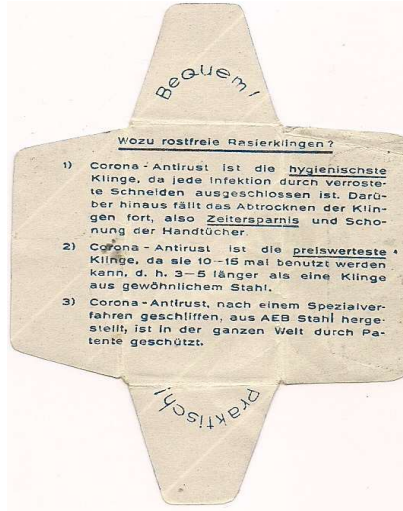 Bequem!
Wozu rostfreie Rasierklingen?
1) Corona-Antirust ist die hygienischste
Klinge, da jede Infektion durch verroste-
te Schneiden ausgeschlossen ist. Darü-
ber hinaus fällt das Abtrocknen der Klin-
gen fort, also Zeitersparnis und Scho-
nung der Handtücher.
2) Corona-Antirust ist die preiswerteste
Klinge, da sie 10—15 mal benutzt werden
kann, d. h. 3—5 länger als eine Klinge
aus gewöhnlichem Stahl.
3) Corona-Antirust, nach einem Spezialver-
fahren geschliffen, aus AEB Stahl herge-
stellt, ist in der ganzen Welt durch Pa-
tente geschützt.
Praktisch!